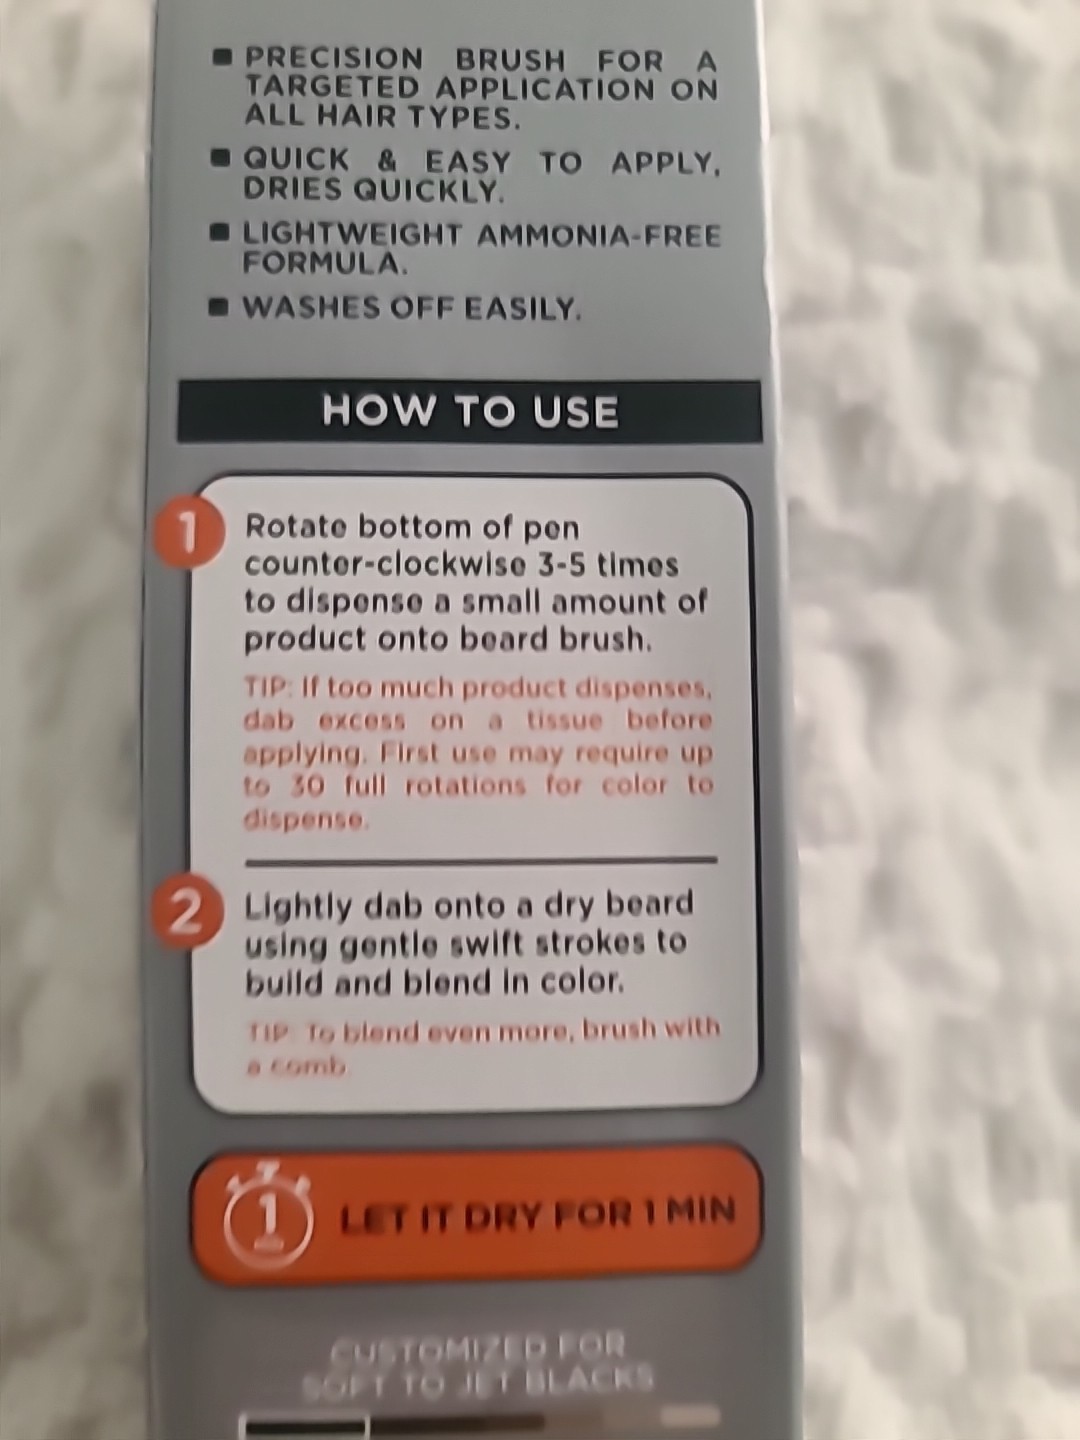 PRECISION BRUSH FOR A
TARGETED APPLICATION ON
ALL HAIR TYPES.
QUICK & EASY TO APPLY,
DRIES QUICKLY.
LIGHTWEIGHT AMMONIA-FREE
FORMULA.
WASHES OFF EASILY.
HOW TO USE
1
Rotate bottom of pen
counter-clockwise 3-5 times
to dispense a small amount of
product onto beard brush.
TIP: If too much product dispenses,
dab excess on a tissue before
applying. First use may require up
to 30 full rotations for color to
dispense.
2
Lightly dab onto a dry beard
using gentle swift strokes to
build and blend in color.
TIP: To blend even more, brush with
a comb.
1
LET IT DRY FOR 1 MIN
CUSTOMIZED FOR
SOFT TO JET BLACKS